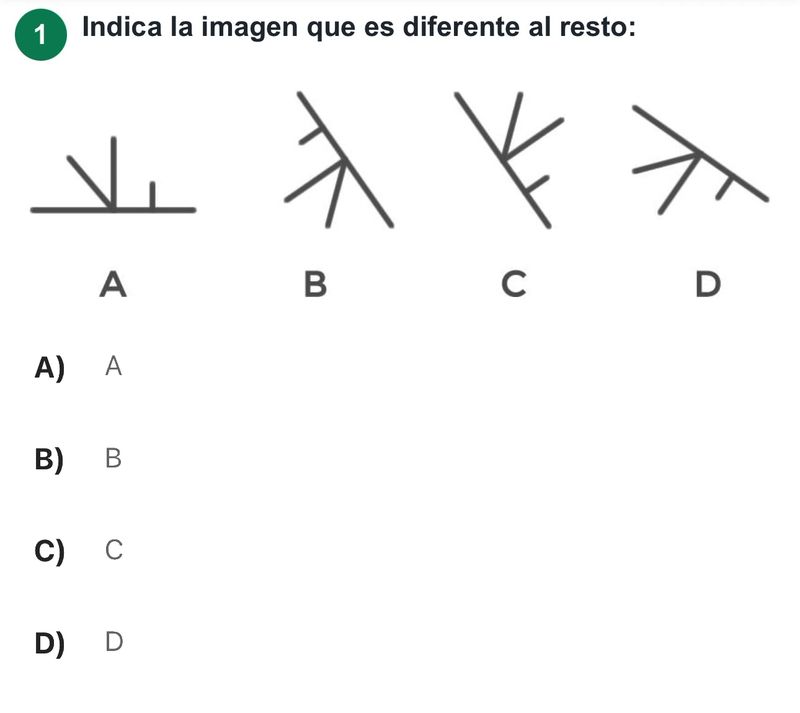 1 Indica la imagen que es diferente al resto:
A B C D
A) A
B) B
C) C
D) D